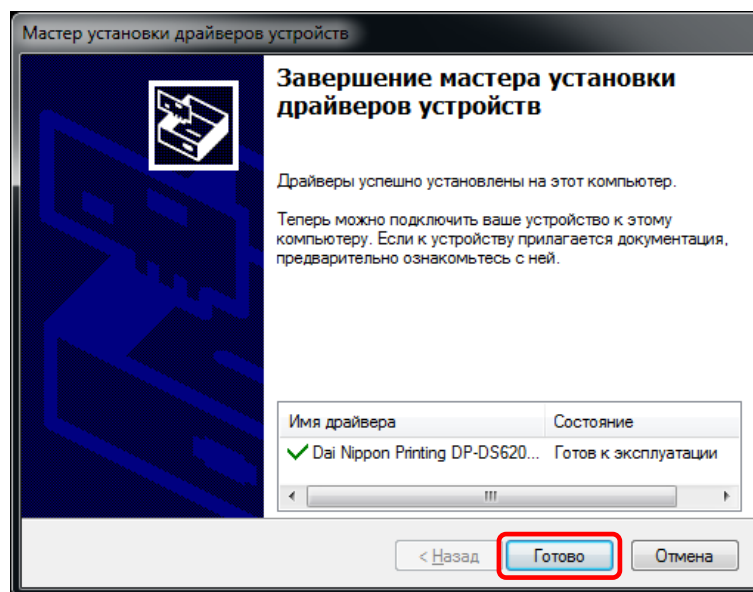 Мастер установки драйверов устройств
Завершение мастера установки
драйверов устройств
Драйверы успешно установлены на этот компьютер.
Теперь можно подключить ваше устройство к этому
компьютеру. Если к устройству прилагается документация,
предварительно ознакомьтесь с ней.
Имя драйвера Состояние
Dai Nippon Printing DP-DS620... Готов к эксплуатации
< Назад Готово Отмена